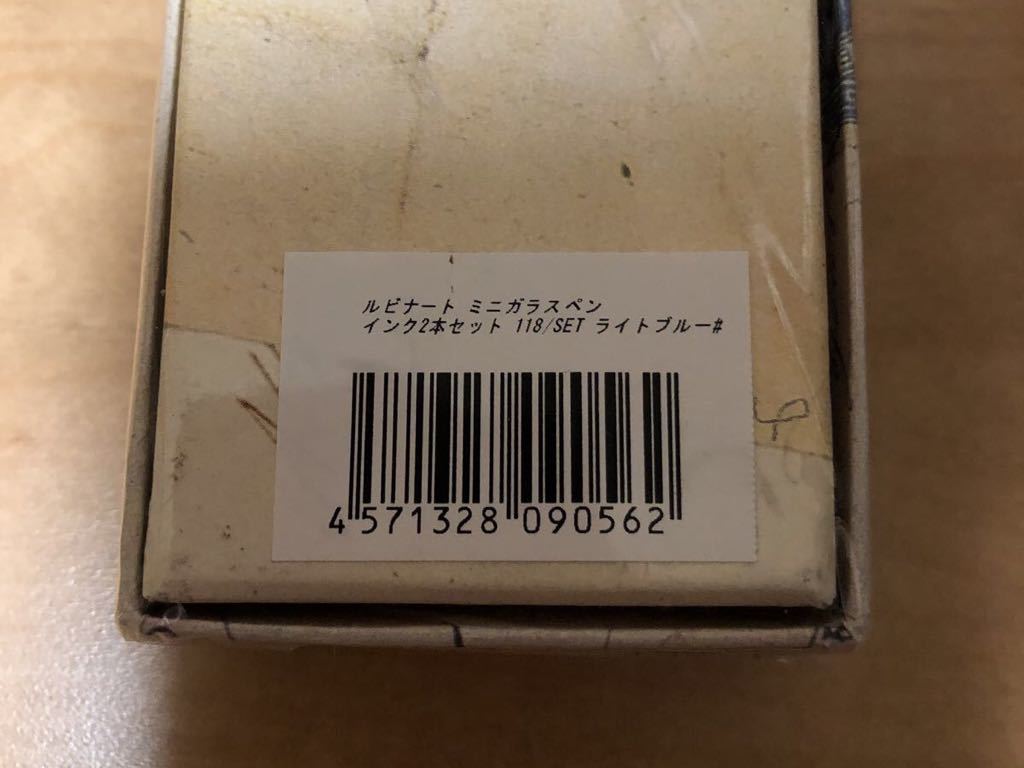 ルビナート ミニガラスペン
インク2本セット 118/SET ライトブルー#
4 571328 090562